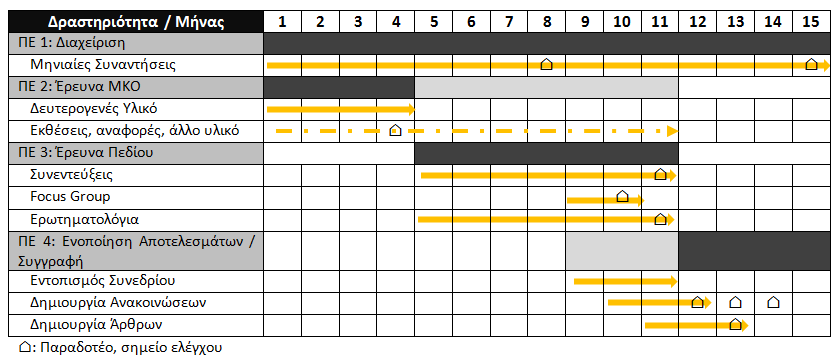 Δραστηριότητα / Μήνας 1 2 3 4 5 6 7 8 9 10 11 12 13 14 15
ΠΕ 1: Διαχείριση
Μηνιαίες Συναντήσεις
ΠΕ 2: Έρευνα ΜΚΟ
Δευτερογενές Υλικό
Εκθέσεις, αναφορές, άλλο υλικό
ΠΕ 3: Έρευνα Πεδίου
Συνεντεύξεις
Focus Group
Ερωτηματολόγια
ΠΕ 4: Ενοποίηση Αποτελεσμάτων /
Συγγραφή
Εντοπισμός Συνεδρίου
Δημιουργία Ανακοινώσεων
Δημιουργία Άρθρων
: Παραδοτέο, σημείο ελέγχου